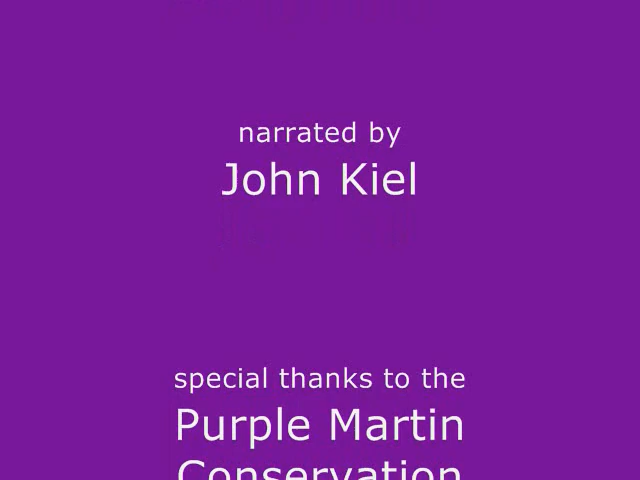 narrated by
John Kiel
special thanks to the
Purple Martin
Conservation